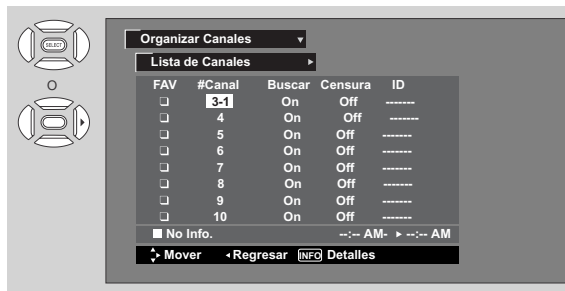 SELECT
O
Organizar Canales ▼
Lista de Canales ▶
FAV #Canal Buscar Censura ID
❏ 3-1 On Off -------
❏ 4 On Off -------
❏ 5 On Off -------
❏ 6 On Off -------
❏ 7 On Off -------
❏ 8 On Off -------
❏ 9 On Off -------
❏ 10 On Off -------
■ No Info. --:-- AM- ▶ --:-- AM
Mover ◀Regresar INFO Detalles